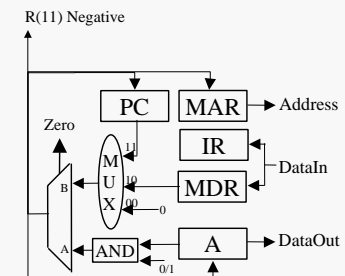 R(11) Negative
PC
MAR
Address
Zero
IR
11
M
DataIn
B
U
10
MDR
X
00
0
A
AND
A
DataOut
0/1